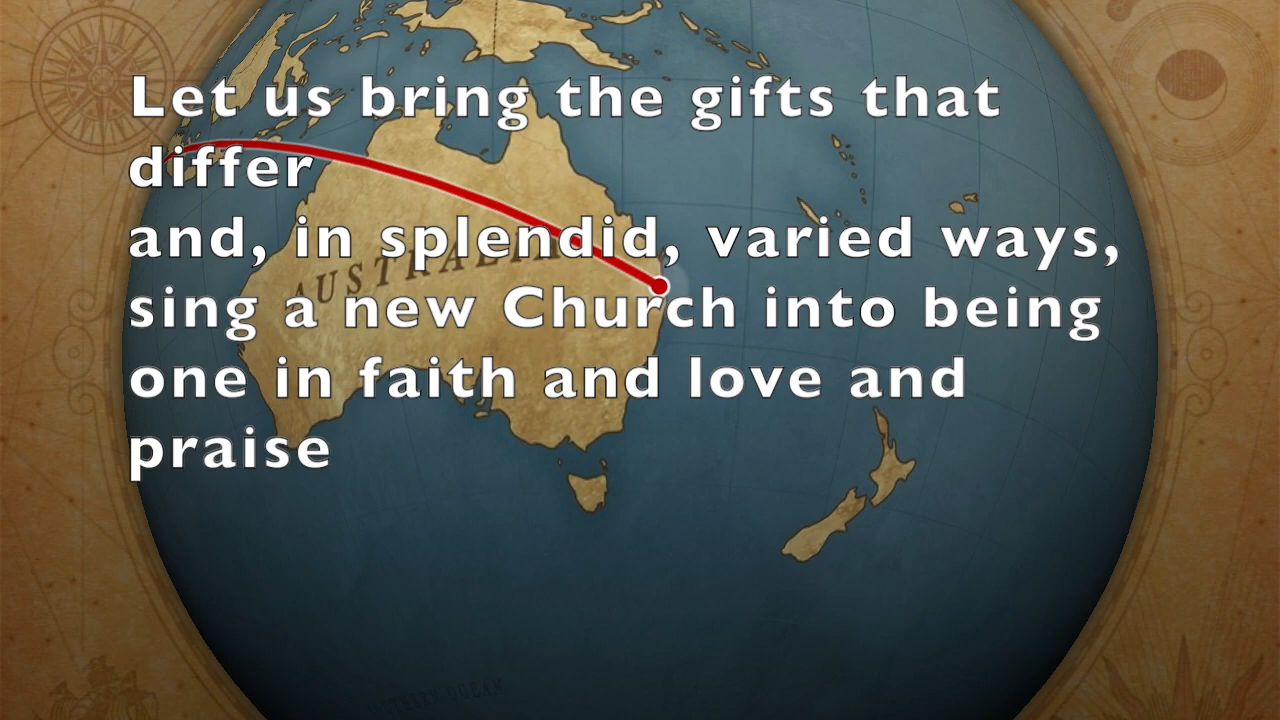 Let us bring the gifts that
differ
and, in splendid, varied ways,
sing a new Church into being
one in faith and love and
praise
AUSTRALIA